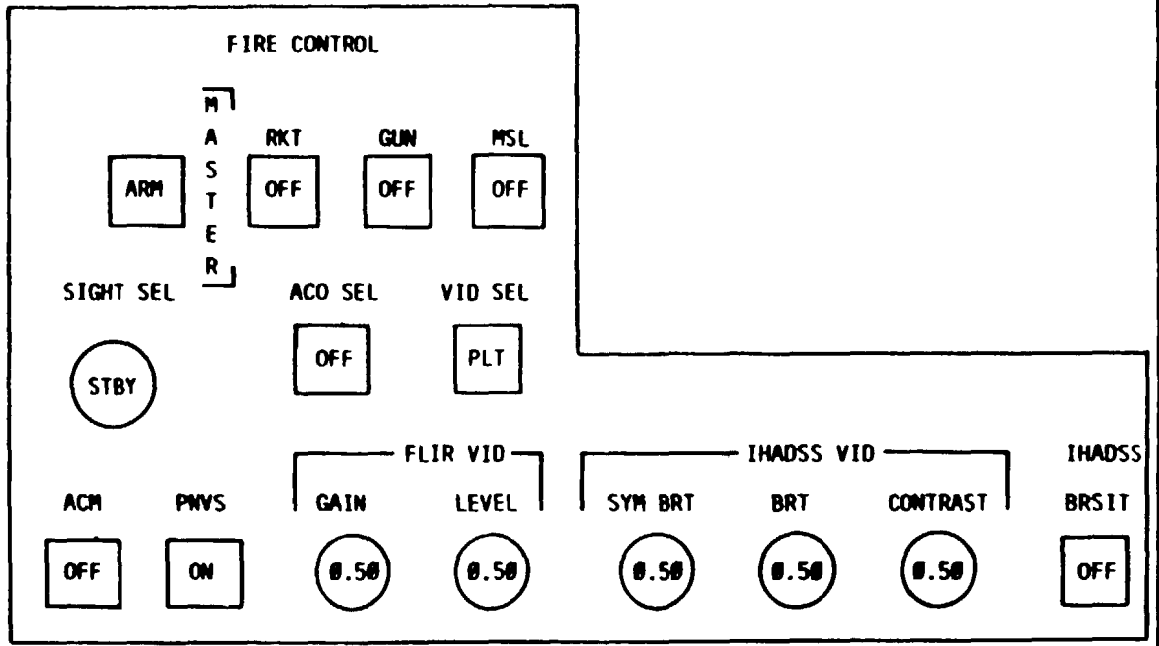 FIRE CONTROL
MASTER
RKT GUN MSL
ARM OFF OFF OFF
SIGHT SEL ACO SEL VID SEL
STBY OFF PLT
FLIR VID IHADSS VID IHADSS
ACM PNVS GAIN LEVEL SYM BRT BRT CONTRAST BRSIT
OFF ON 0.50 0.50 0.50 0.50 0.50 OFF